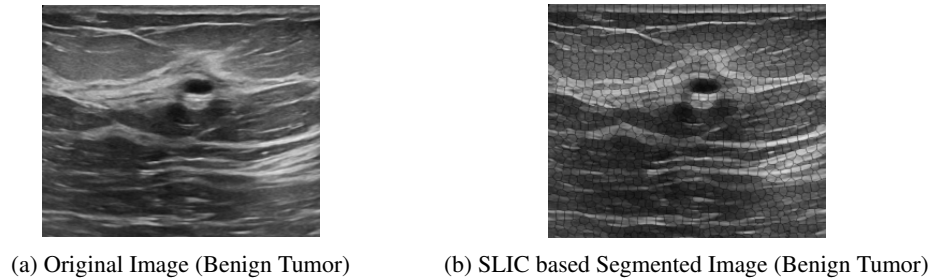 (a) Original Image (Benign Tumor)
(b) SLIC based Segmented Image (Benign Tumor)